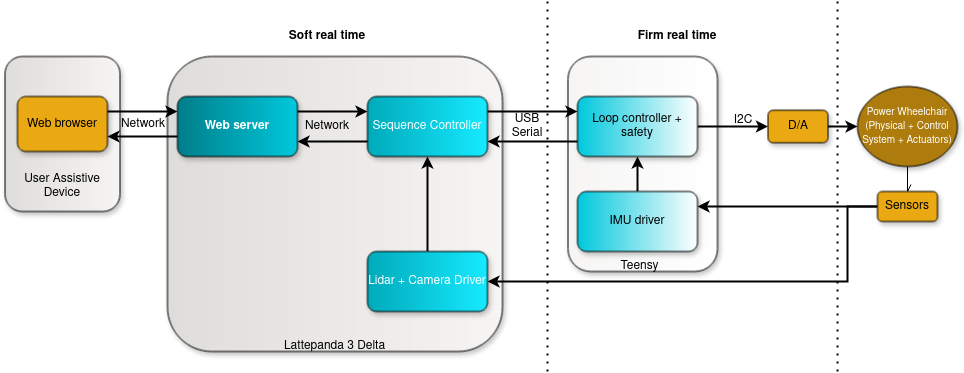 Soft real time
Firm real time
Web browser
Network
User Assistive
Device
Web server
Network
Sequence Controller
USB
Serial
Loop controller +
safety
I2C
D/A
Power Wheelchair
(Physical + Control
System + Actuators)
IMU driver
Sensors
Teensy
Lidar + Camera Driver
Lattepanda 3 Delta